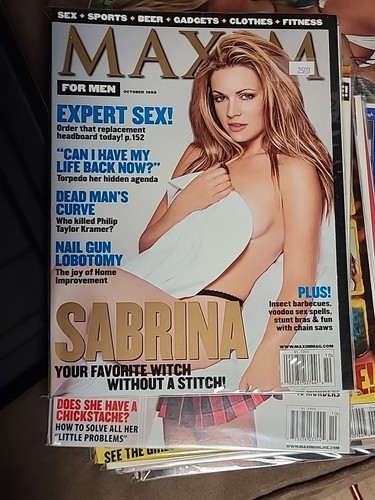 SEX + SPORTS + BEER + GADGETS + CLOTHES + FITNESS
MAXIM
FOR MEN
OCTOBER 1999
2509
EXPERT SEX!
Order that replacement
headboard today! p.152
"CAN I HAVE MY
LIFE BACK NOW?"
Torpedo her hidden agenda
DEAD MAN'S
CURVE
Who killed Philip
Taylor Kramer?
NAIL GUN
LOBOTOMY
The joy of Home
Improvement
PLUS!
Insect barbecues,
voodoo sex spells,
stunt bras & fun
with chain saws
SABRINA
YOUR FAVORITE WITCH
WITHOUT A STITCH!
DOES SHE HAVE A
CHICKSTACHE?
HOW TO SOLVE ALL HER
"LITTLE PROBLEMS"
SEE THE